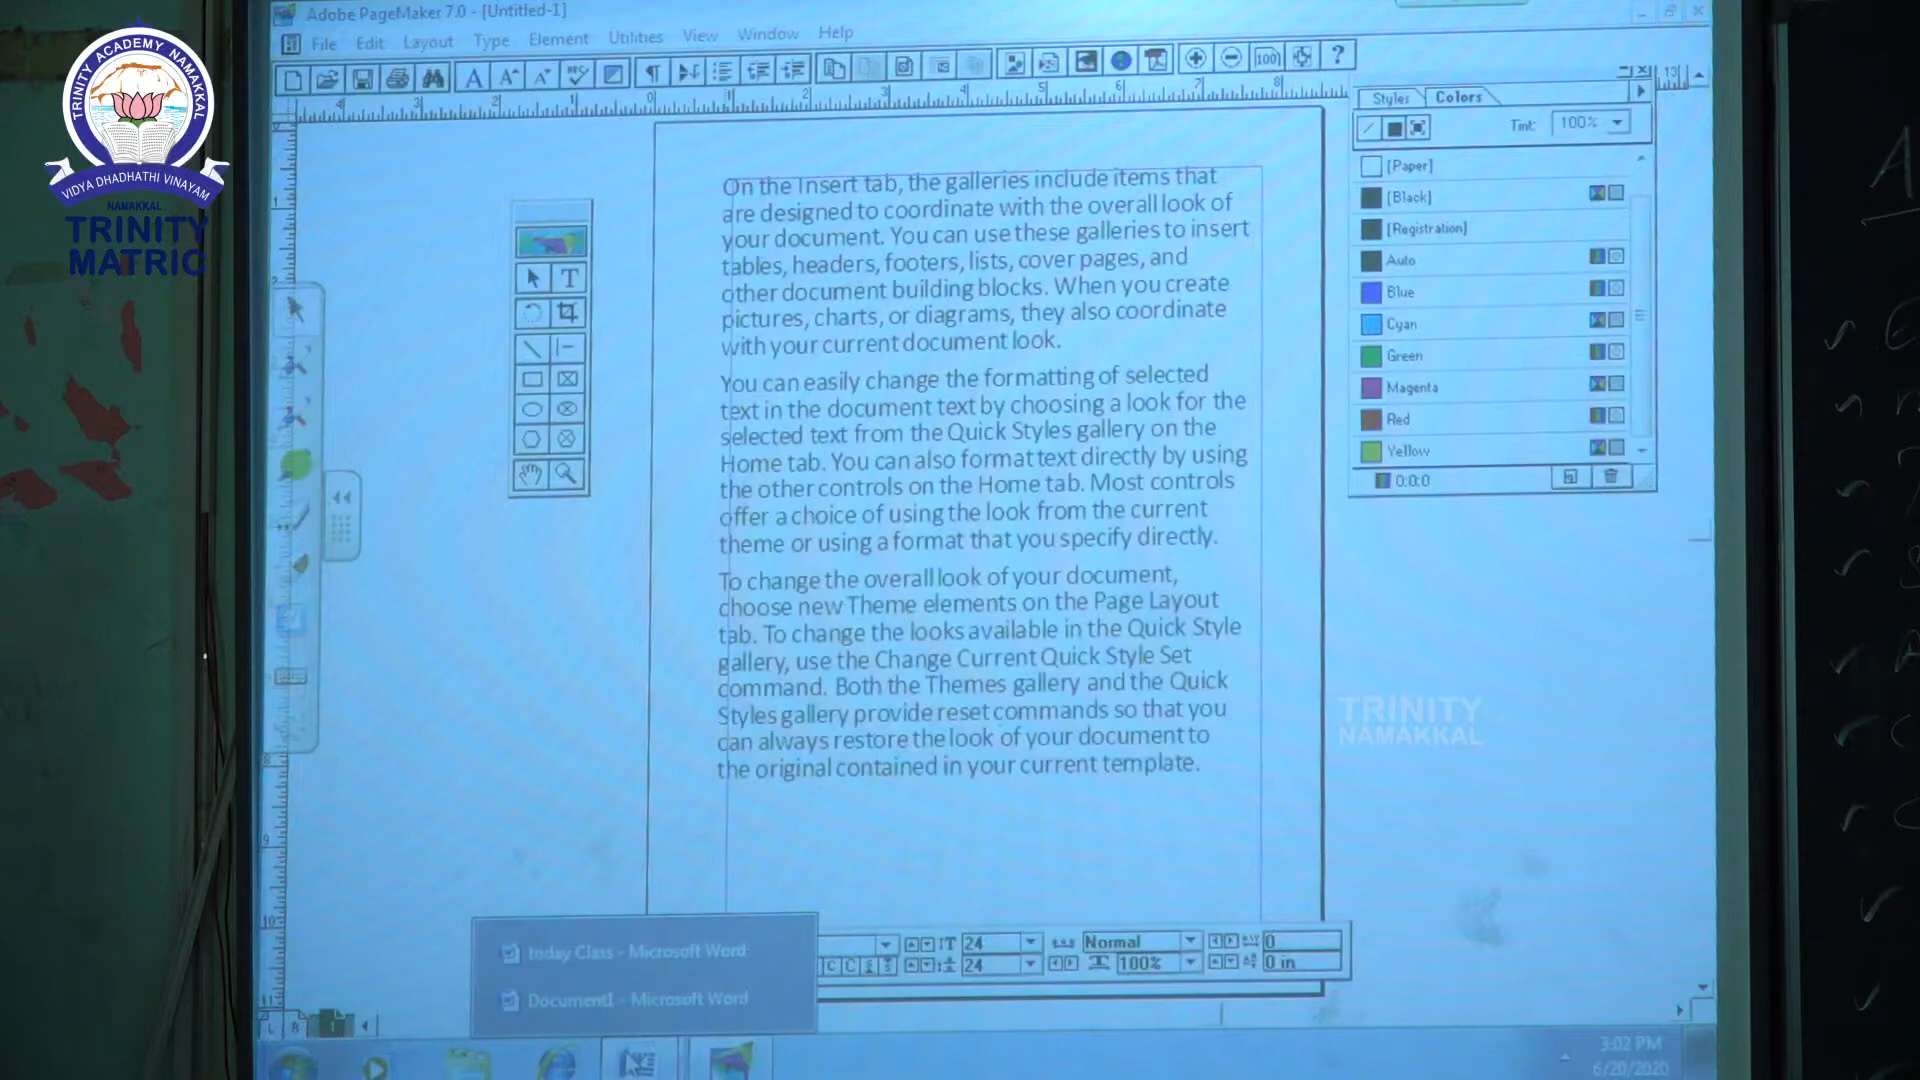 Adobe PageMaker 7.0 - [Untitled-1]
File Edit Layout Type Element Utilities View Window Help
TRINITY ACADEMY NAMAKKAL
VIDYA DHADHATHI VINAYAM
NAMAKKAL
TRINITY
MATRIC
On the Insert tab, the galleries include items that
are designed to coordinate with the overall look of
your document. You can use these galleries to insert
tables, headers, footers, lists, cover pages, and
other document building blocks. When you create
pictures, charts, or diagrams, they also coordinate
with your current document look.
You can easily change the formatting of selected
text in the document text by choosing a look for the
selected text from the Quick Styles gallery on the
Home tab. You can also format text directly by using
the other controls on the Home tab. Most controls
offer a choice of using the look from the current
theme or using a format that you specify directly.
To change the overall look of your document,
choose new Theme elements on the Page Layout
tab. To change the looks available in the Quick Style
gallery, use the Change Current Quick Style Set
command. Both the Themes gallery and the Quick
Styles gallery provide reset commands so that you
can always restore the look of your document to
the original contained in your current template.
Styles Colors
Tint: 100%
[Paper]
[Black]
[Registration]
Auto
Blue
Cyan
Green
Magenta
Red
Yellow
0:0:0
TRINITY
NAMAKKAL
24 Normal 0
24 100% 0 in
today Class - Microsoft Word
Document1 - Microsoft Word
3:02 PM
6/20/2020